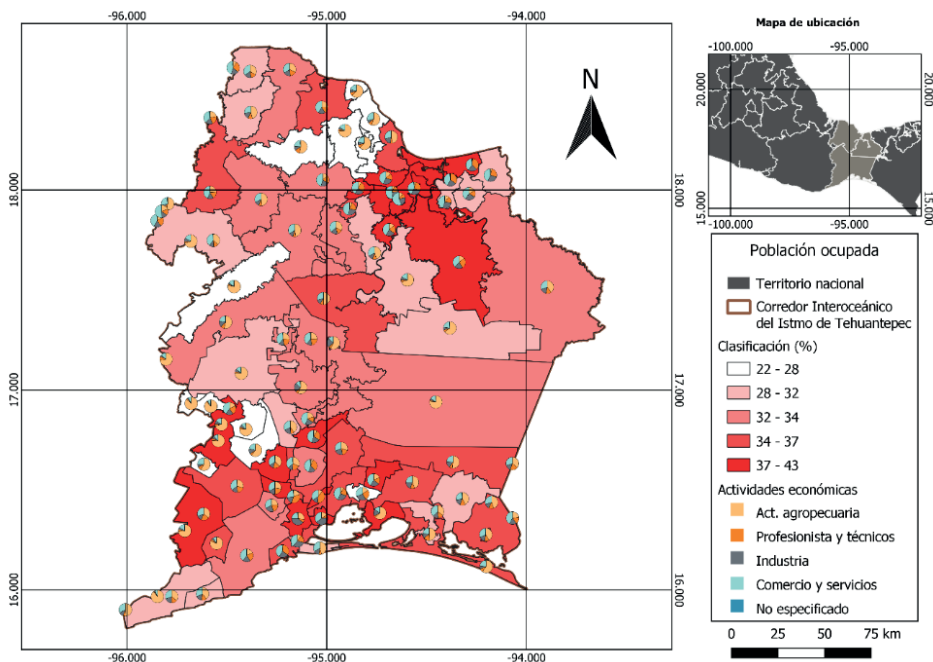 -96.000
-95.000
-94.000
N
18.000
18.000
17.000
17.000
16.000
16.000
-96.000
-95.000
-94.000
Mapa de ubicación
-100.000
-95.000
20.000
20.000
15.000
15.000
-100.000
-95.000
Población ocupada
Territorio nacional
Corredor Interoceánico
del Istmo de Tehuantepec
Clasificación (%)
22 - 28
28 - 32
32 - 34
34 - 37
37 - 43
Actividades económicas
Act. agropecuaria
Profesionista y técnicos
Industria
Comercio y servicios
No especificado
0 25 50 75 km